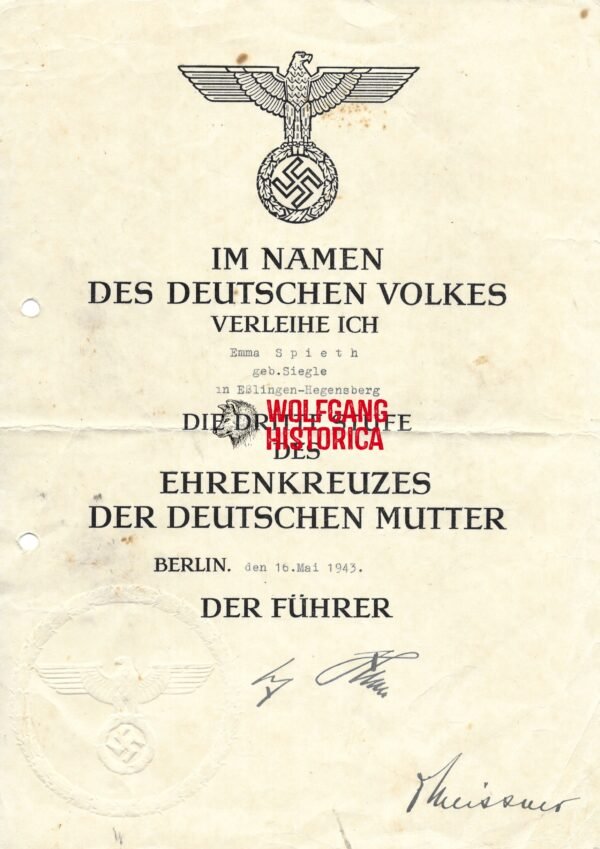 IM NAMEN
DES DEUTSCHEN VOLKES
VERLEIHE ICH
Emma Spieth
geb.Siegle
in Eßlingen-Hegensberg
DIE DRITTE STUFE
WOLFGANG
HISTORICA
DES
EHRENKREUZES
DER DEUTSCHEN MUTTER
BERLIN. den 16.Mai 1943.
DER FÜHRER
Meissner